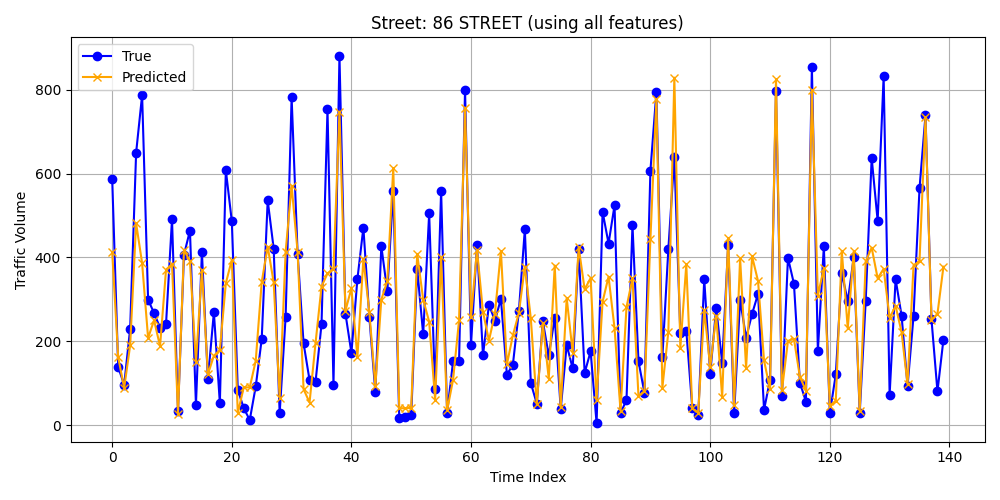 Street: 86 STREET (using all features)
True
Predicted
Traffic Volume
800
600
400
200
0
0 20 40 60 80 100 120 140
Time Index